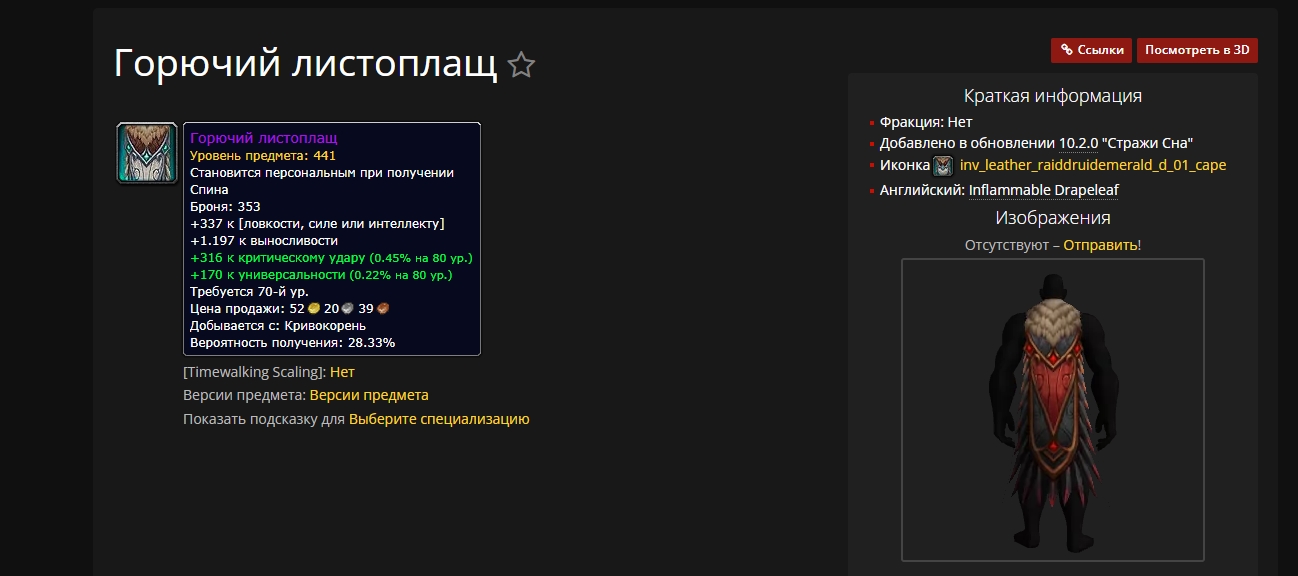 Горючий листоплащ
Горючий листоплащ
Уровень предмета: 441
Становится персональным при получении
Спина
Броня: 353
+337 к [ловкости, силе или интеллекту]
+1.197 к выносливости
+316 к критическому удару (0.45% на 80 ур.)
+170 к универсальности (0.22% на 80 ур.)
Требуется 70-й ур.
Цена продажи: 52 20 39
Добывается с: Кривокорень
Вероятность получения: 28.33%
[Timewalking Scaling]: Нет
Версии предмета: Версии предмета
Показать подсказку для Выберите специализацию
Ссылки Посмотреть в 3D
Краткая информация
Фракция: Нет
Добавлено в обновлении 10.2.0 "Стражи Сна"
Иконка inv_leather_raiddruidemerald_d_01_cape
Английский: Inflammable Drapeleaf
Изображения
Отсутствуют – Отправить!